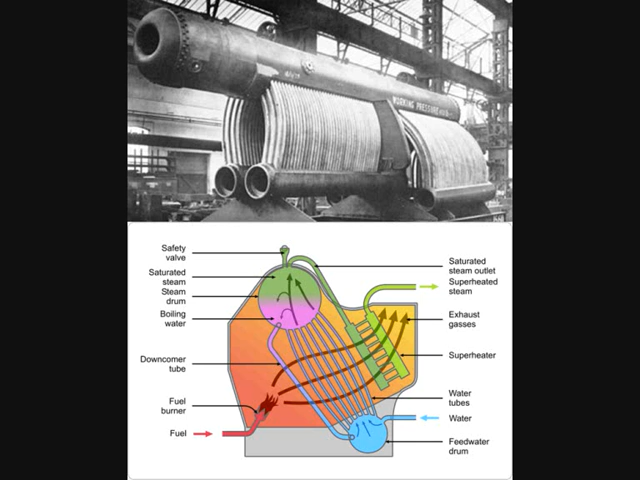 WORKING PRESSURE
Safety
valve
Saturated
steam
Steam
drum
Boiling
water
Downcomer
tube
Fuel
burner
Fuel
Saturated
steam outlet
Superheated
steam
Exhaust
gasses
Superheater
Water
tubes
Water
Feedwater
drum